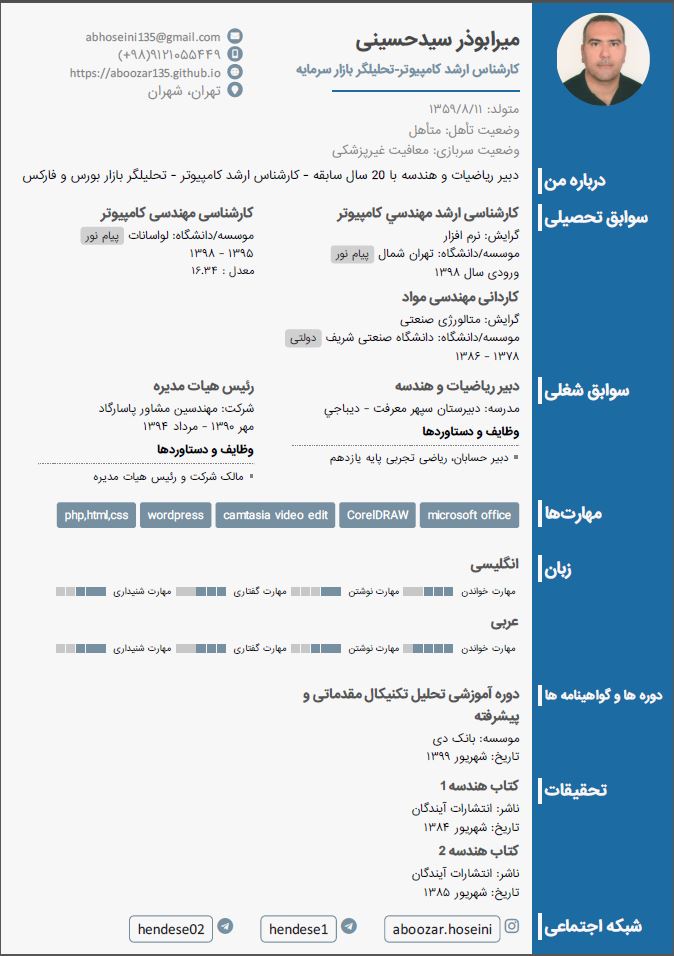 میرابوذر سیدحسینی
کارشناس ارشد کامپیوتر-تحلیلگر بازار سرمایه
abhoseini135@gmail.com
(+۹۸)۹۱۲۱۰۵۵۴۴۹
https://aboozar135.github.io
تهران، شهران
متولد: ۱۳۵۹/۸/۱۱
وضعیت تأهل: متأهل
وضعیت سربازی: معافیت غیرپزشکی
درباره من
دبیر ریاضیات و هندسه با 20 سال سابقه - کارشناس ارشد کامپیوتر - تحلیلگر بازار بورس و فارکس
سوابق تحصیلی
کارشناسی ارشد مهندسي کامپیوتر
گرایش: نرم افزار
موسسه/دانشگاه: تهران شمال پیام نور
ورودی سال ۱۳۹۸
کارشناسی مهندسی کامپیوتر
موسسه/دانشگاه: لواسانات پیام نور
۱۳۹۵ - ۱۳۹۸
معدل : ۱۶.۳۴
کاردانی مهندسی مواد
گرایش: متالورژی صنعتی
موسسه/دانشگاه: دانشگاه صنعتی شریف دولتی
۱۳۷۸ - ۱۳۸۶
سوابق شغلی
دبیر ریاضیات و هندسه
مدرسه: دبیرستان سپهر معرفت - دیباجي
وظایف و دستاوردها
دبیر حسابان، ریاضی تجربی پایه یازدهم
رئیس هیات مدیره
شرکت: مهندسین مشاور پاسارگاد
مهر ۱۳۹۰ - مرداد ۱۳۹۴
وظایف و دستاوردها
مالک شرکت و رئیس هیات مدیره
مهارت‌ها
microsoft office
CorelDRAW
camtasia video edit
wordpress
php,html,css
زبان
انگلیسی
مهارت خواندن مهارت نوشتن مهارت گفتاری مهارت شنیداری
عربی
مهارت خواندن مهارت نوشتن مهارت گفتاری مهارت شنیداری
دوره ها و گواهینامه ها
دوره آموزشی تحلیل تکنیکال مقدماتی و
پیشرفته
موسسه: بانک دی
تاریخ: شهریور ۱۳۹۹
تحقیقات
کتاب هندسه 1
ناشر: انتشارات آیندگان
تاریخ: شهریور ۱۳۸۴
کتاب هندسه 2
ناشر: انتشارات آیندگان
تاریخ: شهریور ۱۳۸۵
شبکه اجتماعی
aboozar.hoseini
hendese1
hendese02